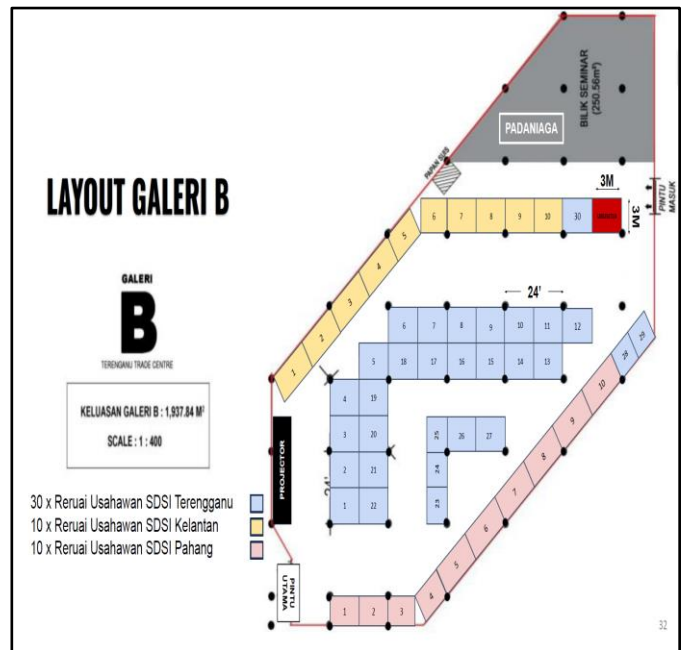 BILIK SEMINAR
(250.56m²)
PADANIAGA
PAPAN SDSI
LAYOUT GALERI B
3M
PINTU
MASUK
3M
6 7 8 9 10 30
5
4
3
2
1
24'
GALERI
B
TERENGANU TRADE CENTRE
6 7 8 9 10 11 12
5 18 17 16 15 14 13
28 29
10
9
8
7
6
5
4
4 19
3 20
2 21
1 22
25 26 27
24
23
KELUASAN GALERI B : 1,937.84 M²
SCALE : 1 : 400
PROJECTOR
24'
30 x Reruai Usahawan SDSI Terengganu
10 x Reruai Usahawan SDSI Kelantan
10 x Reruai Usahawan SDSI Pahang
PINTU
UTAMA
1 2 3
32